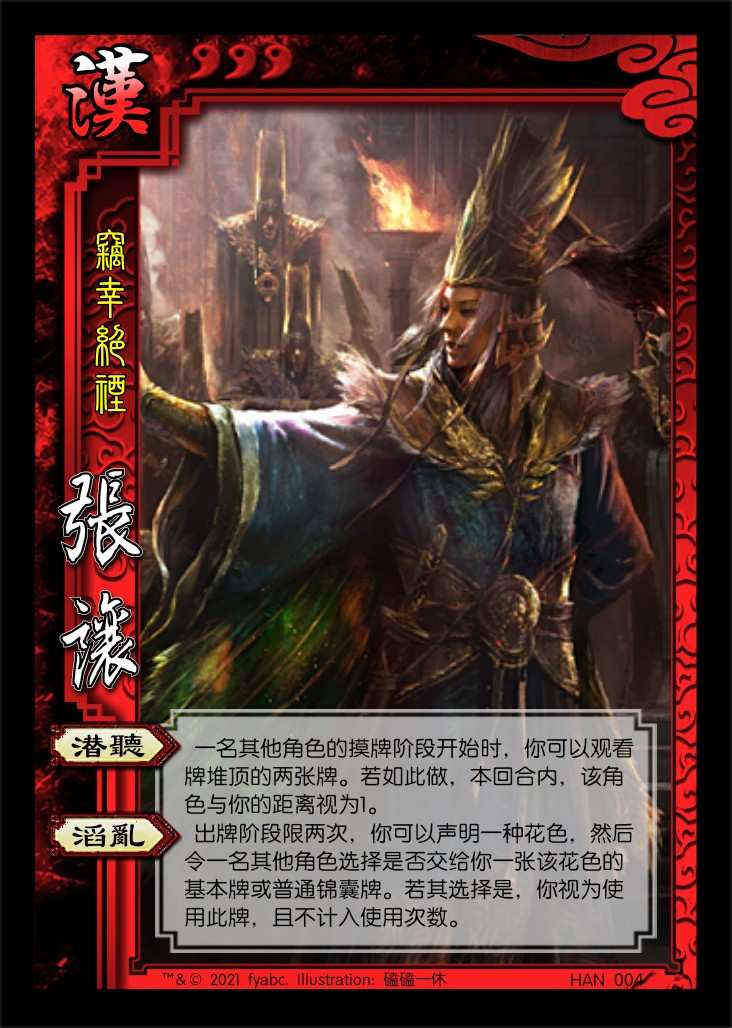 漢
竊幸絕禋
張讓
潜聽
一名其他角色的摸牌阶段开始时，你可以观看
牌堆顶的两张牌。若如此做，本回合内，该角
色与你的距离视为1。
滔亂
出牌阶段限两次，你可以声明一种花色，然后
令一名其他角色选择是否交给你一张该花色的
基本牌或普通锦囊牌。若其选择是，你视为使
用此牌，且不计入使用次数。
™&© 2021 fyabc. Illustration: 磕磕一休
HAN 004